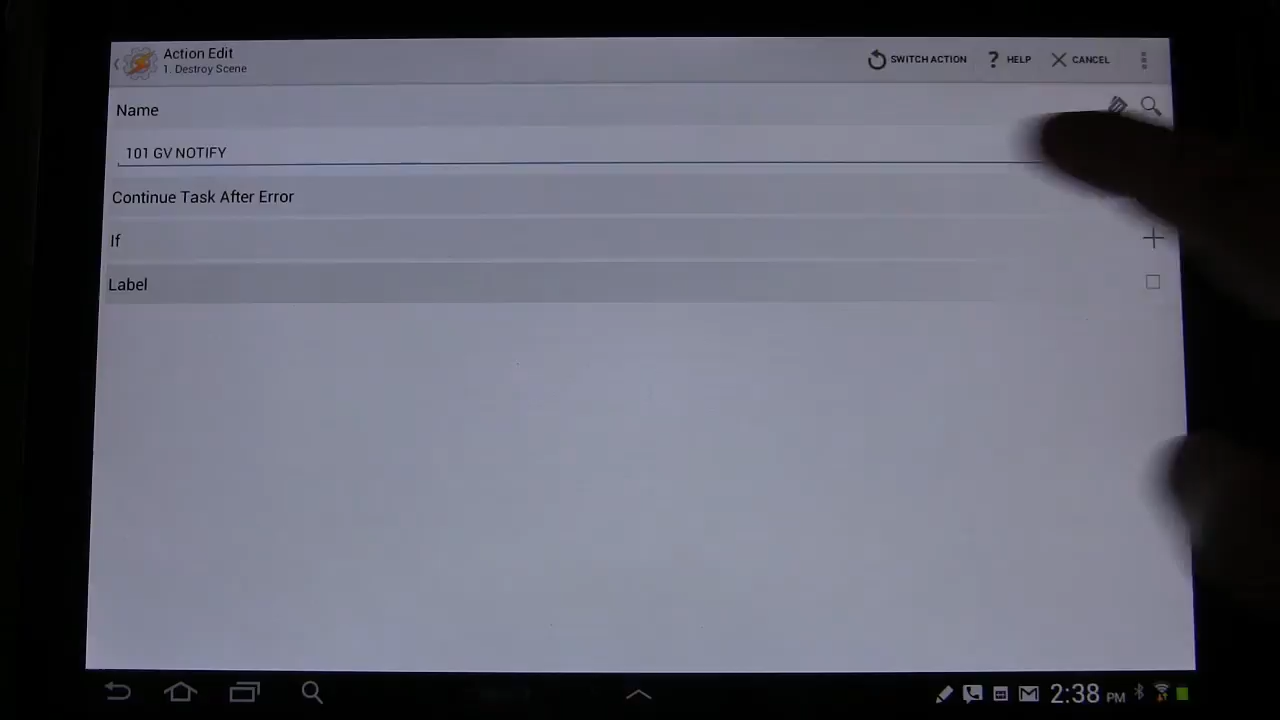 Action Edit
1. Destroy Scene
SWITCH ACTION
? HELP
CANCEL
Name
101 GV NOTIFY
Continue Task After Error
If
Label
2:38 PM